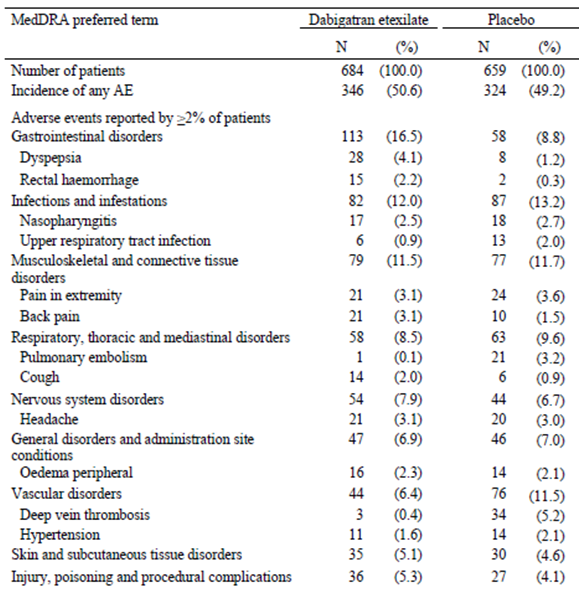 MedDRA preferred term Dabigatran etexilate Placebo
N (%) N (%)
Number of patients 684 (100.0) 659 (100.0)
Incidence of any AE 346 (50.6) 324 (49.2)
Adverse events reported by ≥2% of patients
Gastrointestinal disorders 113 (16.5) 58 (8.8)
Dyspepsia 28 (4.1) 8 (1.2)
Rectal haemorrhage 15 (2.2) 2 (0.3)
Infections and infestations 82 (12.0) 87 (13.2)
Nasopharyngitis 17 (2.5) 18 (2.7)
Upper respiratory tract infection 6 (0.9) 13 (2.0)
Musculoskeletal and connective tissue 79 (11.5) 77 (11.7)
disorders
Pain in extremity 21 (3.1) 24 (3.6)
Back pain 21 (3.1) 10 (1.5)
Respiratory, thoracic and mediastinal disorders 58 (8.5) 63 (9.6)
Pulmonary embolism 1 (0.1) 21 (3.2)
Cough 14 (2.0) 6 (0.9)
Nervous system disorders 54 (7.9) 44 (6.7)
Headache 21 (3.1) 20 (3.0)
General disorders and administration site 47 (6.9) 46 (7.0)
conditions
Oedema peripheral 16 (2.3) 14 (2.1)
Vascular disorders 44 (6.4) 76 (11.5)
Deep vein thrombosis 3 (0.4) 34 (5.2)
Hypertension 11 (1.6) 14 (2.1)
Skin and subcutaneous tissue disorders 35 (5.1) 30 (4.6)
Injury, poisoning and procedural complications 36 (5.3) 27 (4.1)